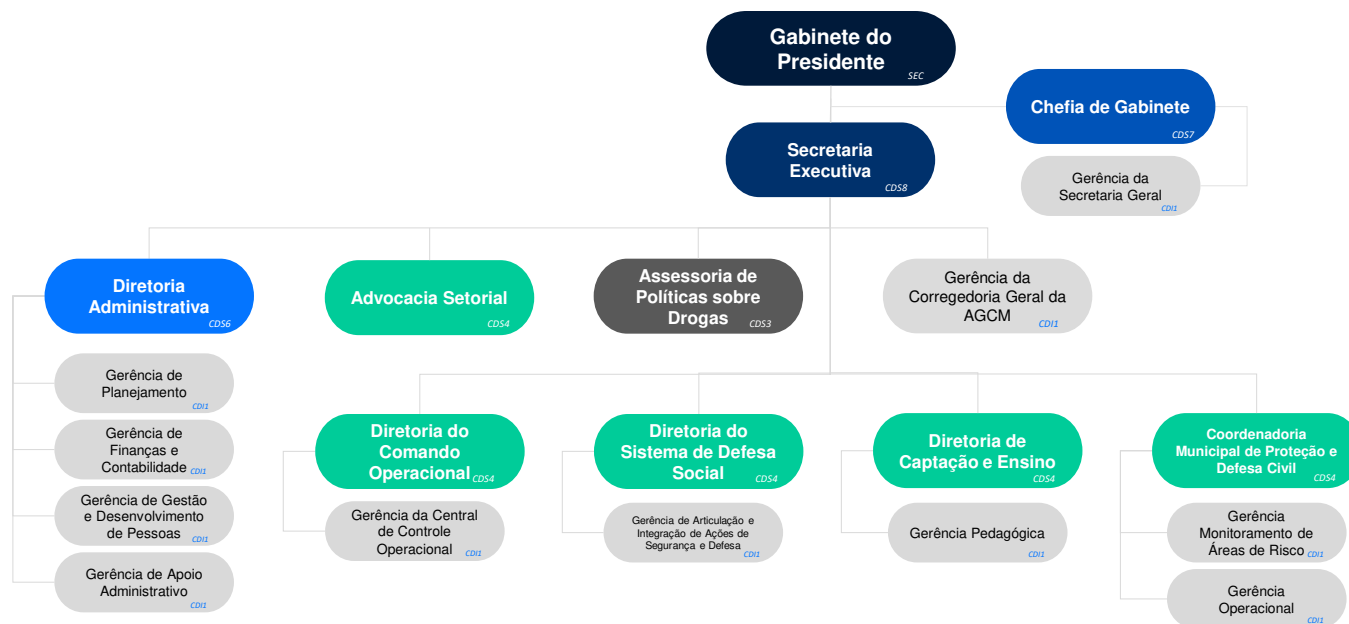 Gabinete do
Presidente
SEC
Chefia de Gabinete
CDS7
Secretaria
Executiva
CDS8
Gerência da
Secretaria Geral
CDI1
Diretoria
Administrativa
CDS6
Advocacia Setorial
CDS4
Assessoria de
Políticas sobre
Drogas
CDS3
Gerência da
Corregedoria Geral da
AGCM
CDI1
Gerência de
Planejamento
CDI1
Gerência de
Finanças e
Contabilidade
CDI1
Gerência de Gestão
e Desenvolvimento
de Pessoas
CDI1
Gerência de Apoio
Administrativo
CDI1
Diretoria do
Comando
Operacional
CDS4
Gerência da Central
de Controle
Operacional
CDI1
Diretoria do
Sistema de Defesa
Social
CDS4
Gerência de Articulação e
Integração de Ações de
Segurança e Defesa
CDI1
Diretoria de
Captação e Ensino
CDS4
Gerência Pedagógica
CDI1
Coordenadoria
Municipal de Proteção e
Defesa Civil
CDS4
Gerência
Monitoramento de
Áreas de Risco
CDI1
Gerência
Operacional
CDI1